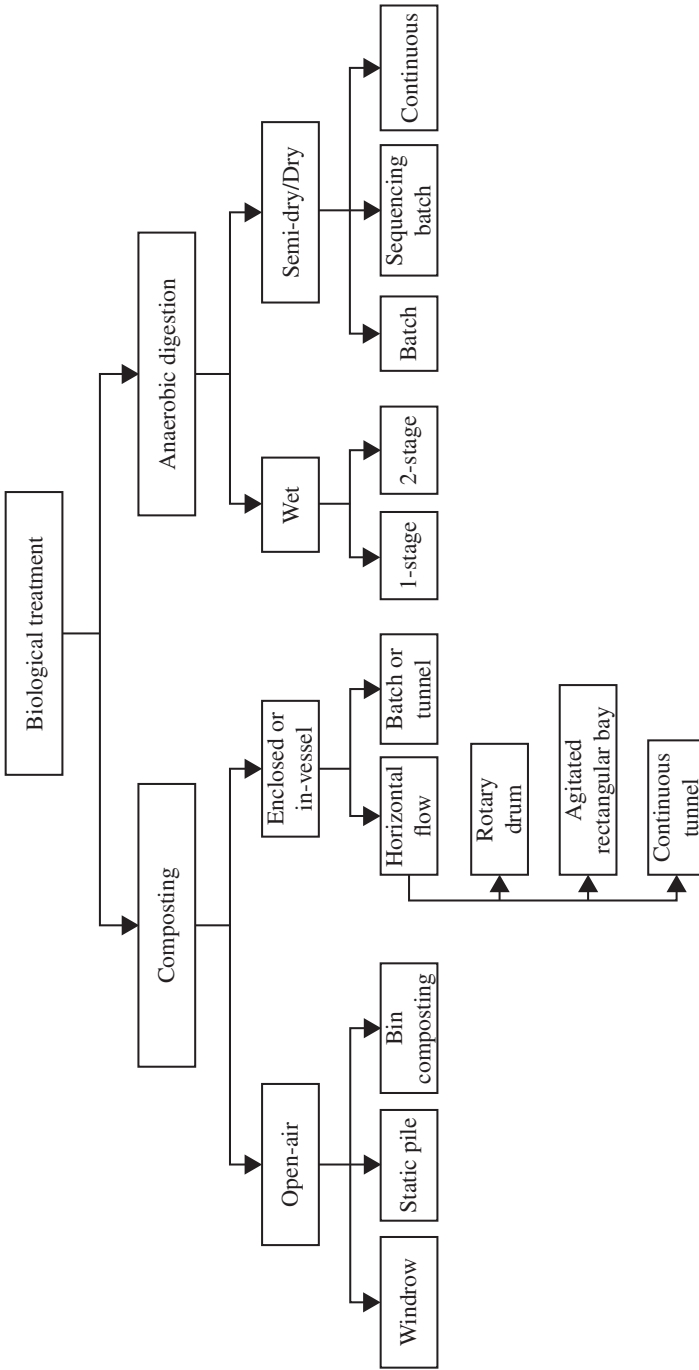 Biological treatment
Composting
Anaerobic digestion
Open-air
Enclosed or
in-vessel
Wet
Semi-dry/Dry
Windrow
Static pile
Bin
composting
Horizontal
flow
Batch or
tunnel
1-stage
2-stage
Batch
Sequencing
batch
Continuous
Rotary
drum
Agitated
rectangular bay
Continuous
tunnel